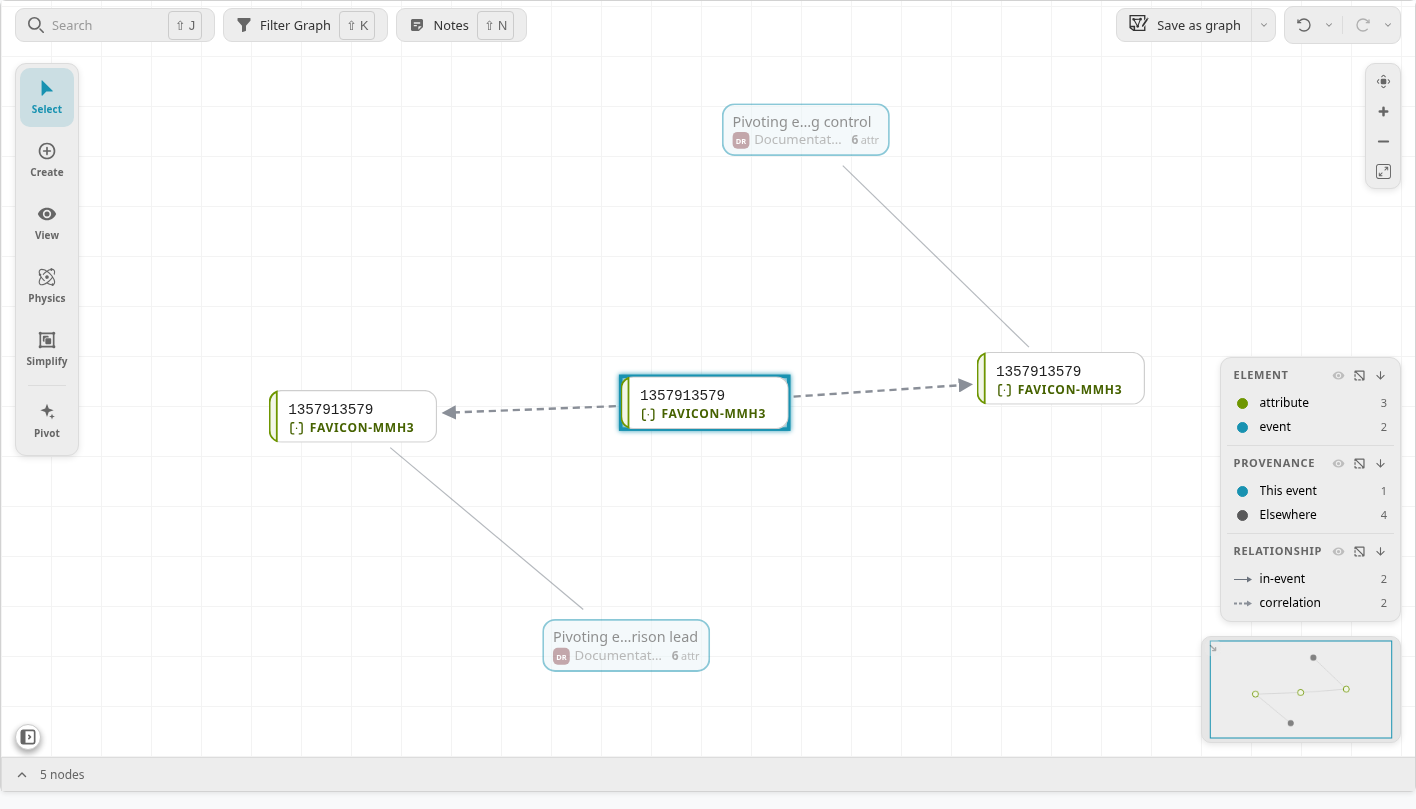 Search ⇧ J
Filter Graph ⇧ K
Notes ⇧ N
Save as graph
Select
Create
View
Physics
Simplify
Pivot
Pivoting e...g control
DR Documentat... 6 attr
1357913579
FAVICON-MMH3
1357913579
FAVICON-MMH3
1357913579
FAVICON-MMH3
Pivoting e...rison lead
DR Documentat... 6 attr
ELEMENT
attribute 3
event 2
PROVENANCE
This event 1
Elsewhere 4
RELATIONSHIP
in-event 2
correlation 2
5 nodes